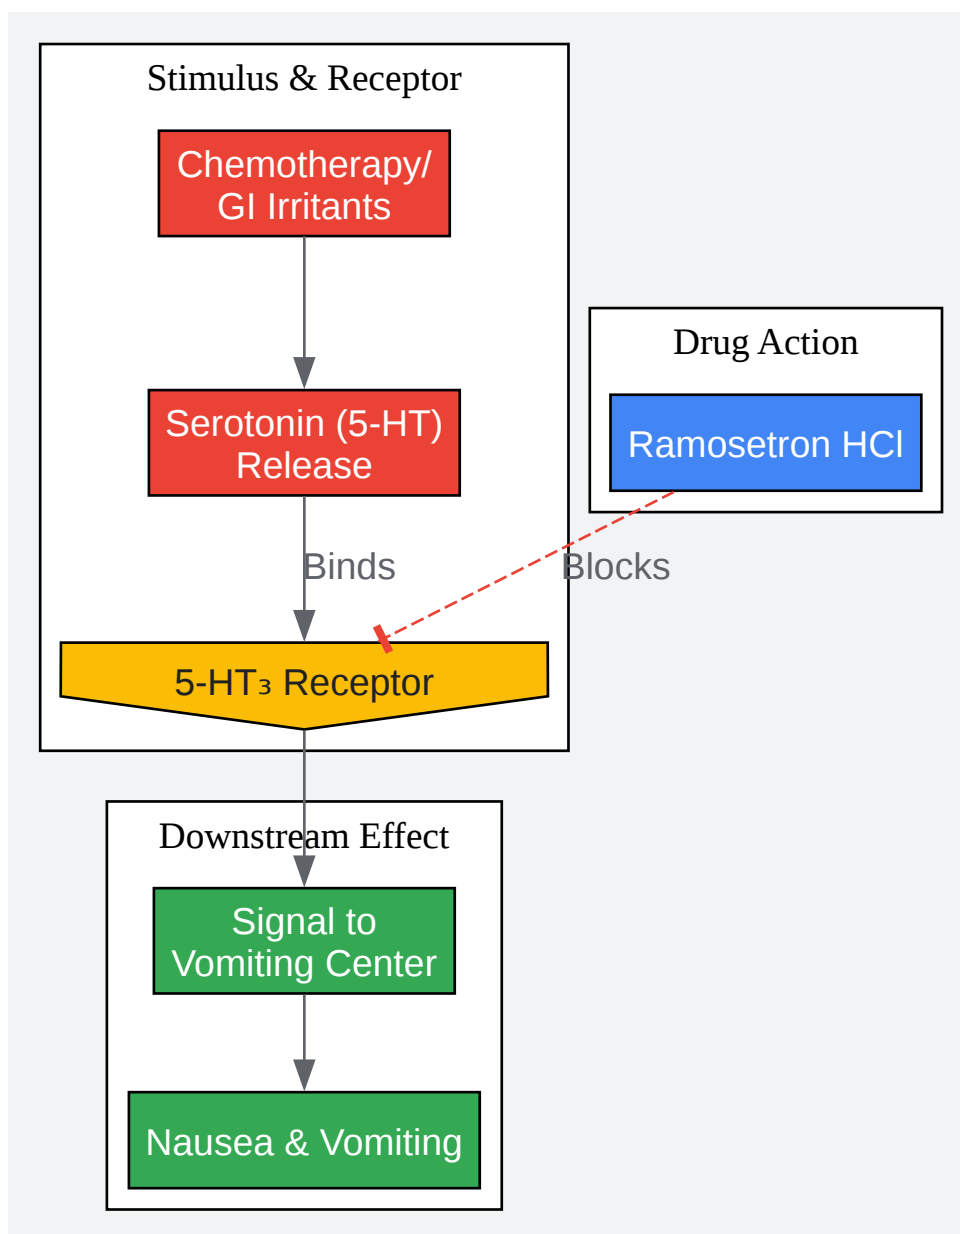 Stimulus & Receptor
Chemotherapy/
GI Irritants
Drug Action
Serotonin (5-HT)
Release
Ramosetron HCl
Binds
Blocks
5-HT₃ Receptor
Downstream Effect
Signal to
Vomiting Center
Nausea & Vomiting